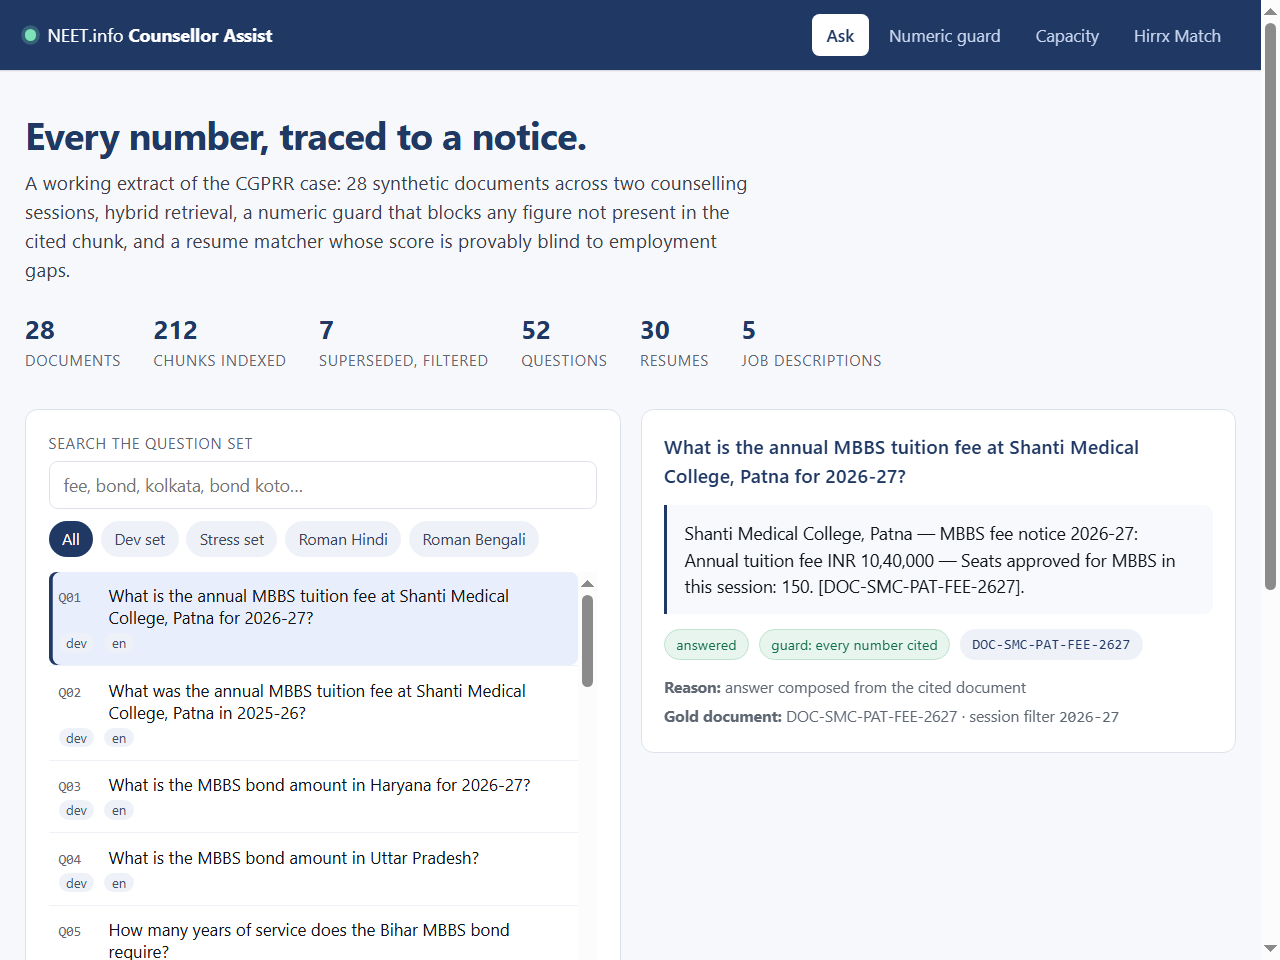 NEET.info Counsellor Assist
Ask
Numeric guard
Capacity
Hirrx Match
Every number, traced to a notice.
A working extract of the CGPRR case: 28 synthetic documents across two counselling
sessions, hybrid retrieval, a numeric guard that blocks any figure not present in the
cited chunk, and a resume matcher whose score is provably blind to employment
gaps.
28
DOCUMENTS
212
CHUNKS INDEXED
7
SUPERSEDED, FILTERED
52
QUESTIONS
30
RESUMES
5
JOB DESCRIPTIONS
SEARCH THE QUESTION SET
fee, bond, kolkata, bond koto...
All
Dev set
Stress set
Roman Hindi
Roman Bengali
Q01
What is the annual MBBS tuition fee at Shanti Medical
College, Patna for 2026-27?
dev
en
Q02
What was the annual MBBS tuition fee at Shanti Medical
College, Patna in 2025-26?
dev
en
Q03
What is the MBBS bond amount in Haryana for 2026-27?
dev
en
Q04
What is the MBBS bond amount in Uttar Pradesh?
dev
en
Q05
How many years of service does the Bihar MBBS bond
require?
What is the annual MBBS tuition fee at Shanti Medical
College, Patna for 2026-27?
Shanti Medical College, Patna — MBBS fee notice 2026-27:
Annual tuition fee INR 10,40,000 — Seats approved for MBBS in
this session: 150. [DOC-SMC-PAT-FEE-2627].
answered
guard: every number cited
DOC-SMC-PAT-FEE-2627
Reason: answer composed from the cited document
Gold document: DOC-SMC-PAT-FEE-2627 · session filter 2026-27